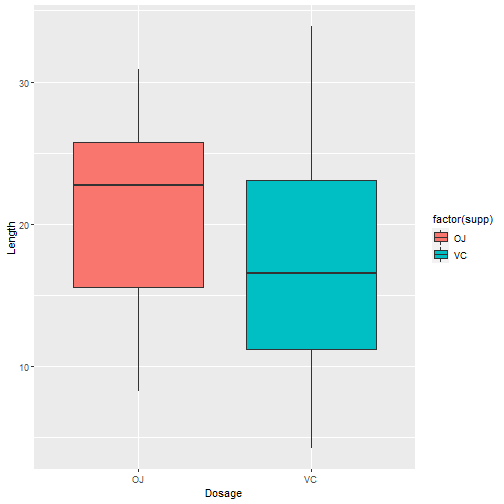 30
20
10
Length
OJ
VC
Dosage
factor(supp)
OJ
VC